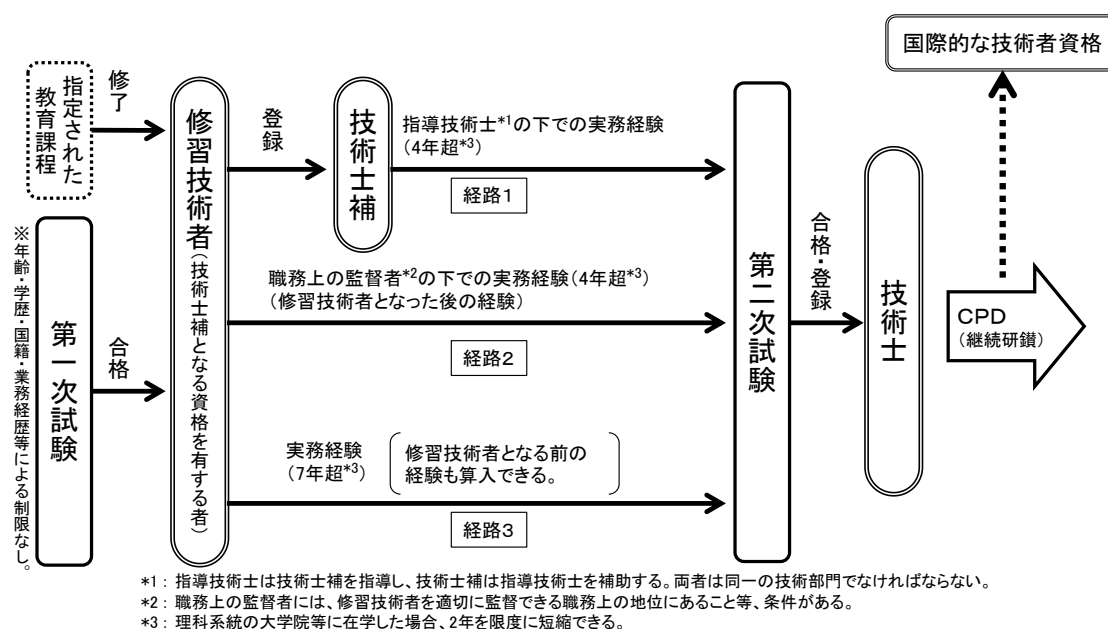 国際的な技術者資格
指定された
教育課程
修了
修習技術者(技術士補となる資格を有する者)
登録
技術士補
指導技術士*1の下での実務経験
(4年超*3)
経路1
※年齢・学歴・国籍・業務経歴等による制限なし。
第一次試験
合格
職務上の監督者*2の下での実務経験(4年超*3)
(修習技術者となった後の経験)
経路2
実務経験
(7年超*3)
修習技術者となる前の
経験も算入できる。
経路3
第二次試験
合格・登録
技術士
CPD
(継続研鑚)
*1: 指導技術士は技術士補を指導し、技術士補は指導技術士を補助する。両者は同一の技術部門でなければならない。
*2: 職務上の監督者には、修習技術者を適切に監督できる職務上の地位にあること等、条件がある。
*3: 理科系統の大学院等に在学した場合、2年を限度に短縮できる。